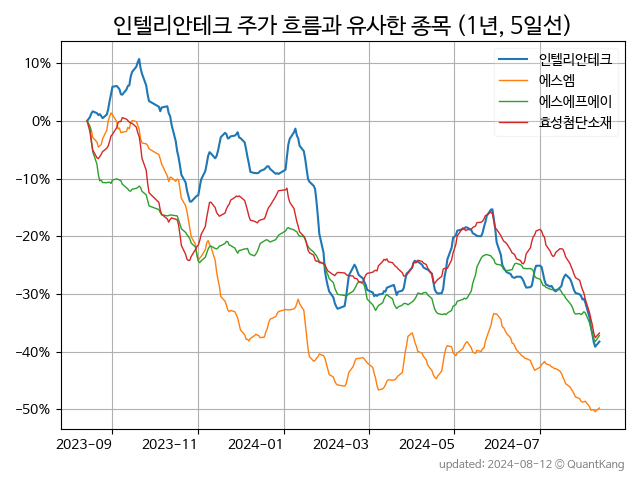 인텔리안테크 주가 흐름과 유사한 종목 (1년, 5일선)
인텔리안테크
에스엠
에스에프에이
효성첨단소재
10%
0%
−10%
−20%
−30%
−40%
−50%
2023-09
2023-11
2024-01
2024-03
2024-05
2024-07
updated: 2024-08-12 © QuantKang